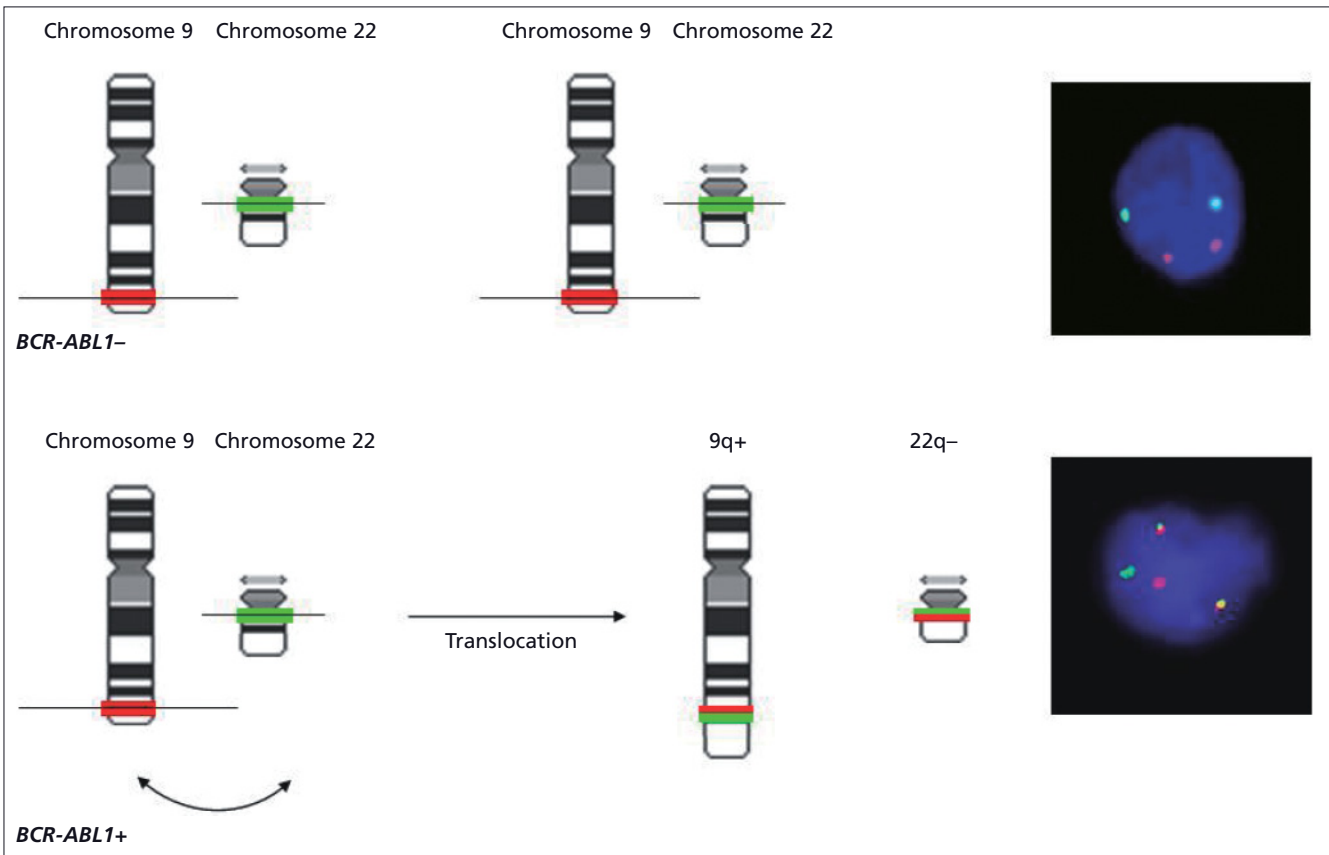 Chromosome 9 Chromosome 22 Chromosome 9 Chromosome 22
BCR-ABL1–
Chromosome 9 Chromosome 22 9q+ 22q–
Translocation
BCR-ABL1+